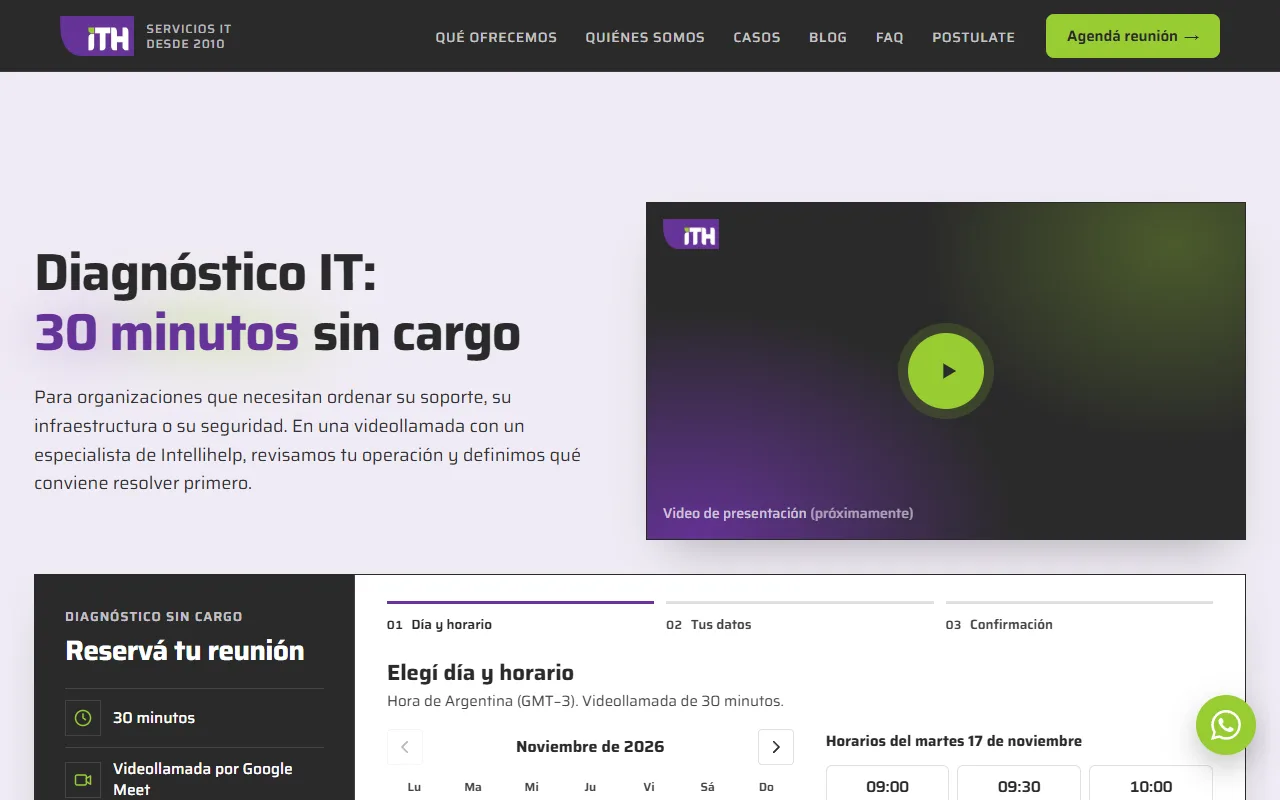 iTH
SERVICIOS IT
DESDE 2010
QUÉ OFRECEMOS
QUIÉNES SOMOS
CASOS
BLOG
FAQ
POSTULATE
Agendá reunión →
Diagnóstico IT:
30 minutos sin cargo
Para organizaciones que necesitan ordenar su soporte, su
infraestructura o su seguridad. En una videollamada con un
especialista de Intellihelp, revisamos tu operación y definimos qué
conviene resolver primero.
iTH
Video de presentación (próximamente)
DIAGNÓSTICO SIN CARGO
Reservá tu reunión
30 minutos
Videollamada por Google
Meet
01 Día y horario
02 Tus datos
03 Confirmación
Elegí día y horario
Hora de Argentina (GMT−3). Videollamada de 30 minutos.
Noviembre de 2026
Lu Ma Mi Ju Vi Sá Do
Horarios del martes 17 de noviembre
09:00
09:30
10:00